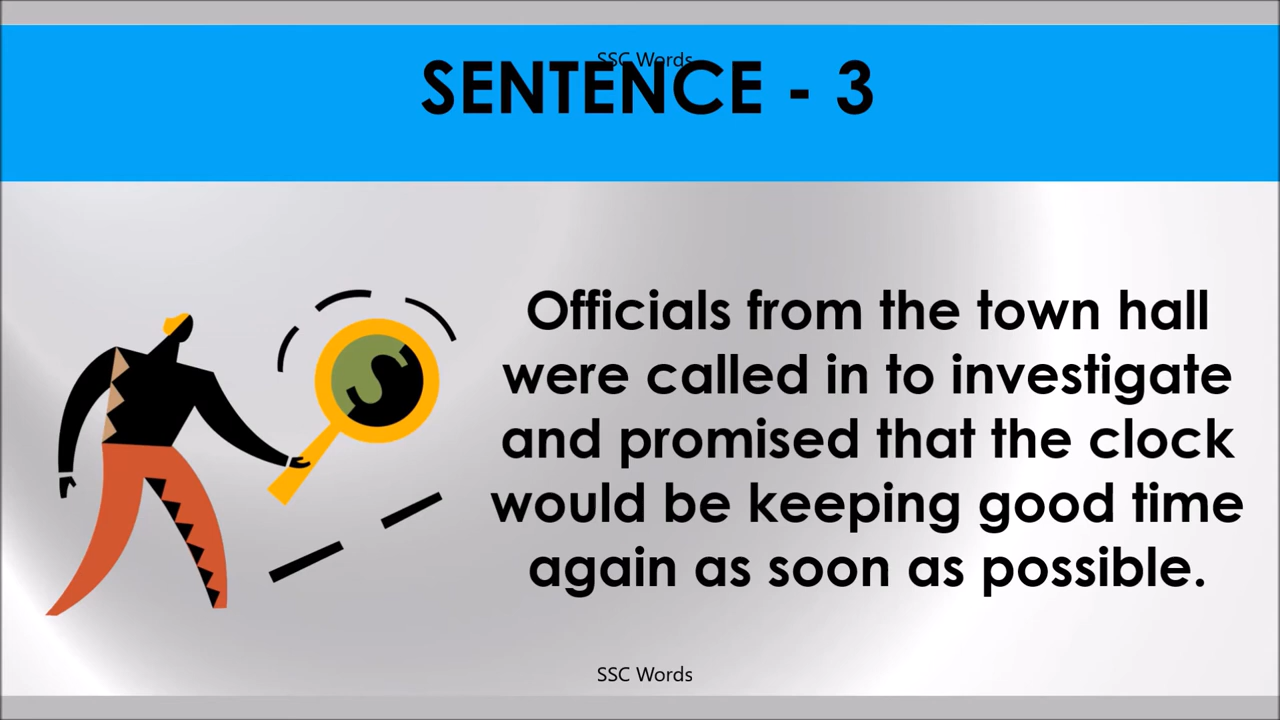 SSC Words
SENTENCE - 3
Officials from the town hall
were called in to investigate
and promised that the clock
would be keeping good time
again as soon as possible.
S
SSC Words